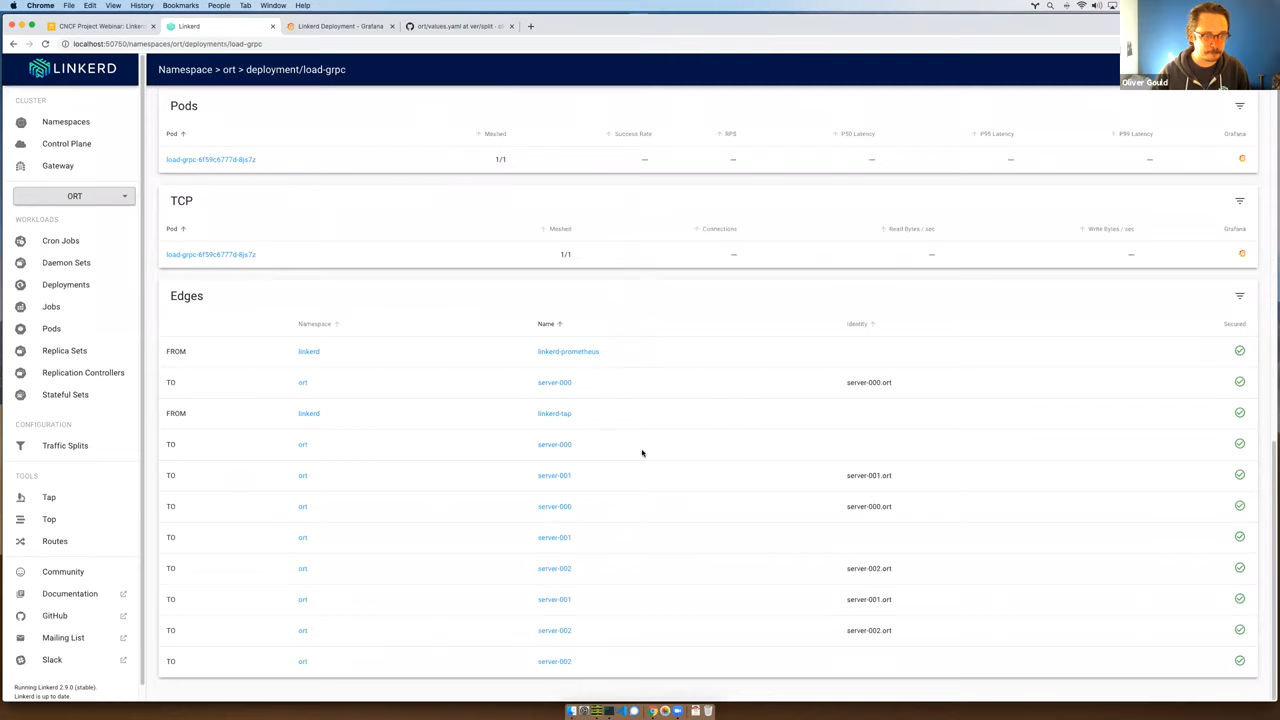 Chrome File Edit View History Bookmarks People Tab Window Help
CNCF Project Webinar: Linkerd
Linkerd
Linkerd Deployment - Grafana
ort/values.yaml at ver/split · ol
localhost:50750/namespaces/ort/deployments/load-grpc
LINKERD
Namespace > ort > deployment/load-grpc
Oliver Gould
CLUSTER
Namespaces
Control Plane
Gateway
ORT
WORKLOADS
Cron Jobs
Daemon Sets
Deployments
Jobs
Pods
Replica Sets
Replication Controllers
Stateful Sets
CONFIGURATION
Traffic Splits
TOOLS
Tap
Top
Routes
Community
Documentation
GitHub
Mailing List
Slack
Running Linkerd 2.9.0 (stable).
Linkerd is up to date.
Pods
Pod Meshed Success Rate RPS P50 Latency P95 Latency P99 Latency Grafana
load-grpc-6f59c6777d-8js7z 1/1 — — — — —
TCP
Pod Meshed Connections Read Bytes / sec Write Bytes / sec Grafana
load-grpc-6f59c6777d-8js7z 1/1 — — —
Edges
Namespace Name Identity Secured
FROM linkerd linkerd-prometheus
TO ort server-000 server-000.ort
FROM linkerd linkerd-tap
TO ort server-000
TO ort server-001 server-001.ort
TO ort server-000 server-000.ort
TO ort server-001
TO ort server-002 server-002.ort
TO ort server-001 server-001.ort
TO ort server-002 server-002.ort
TO ort server-002